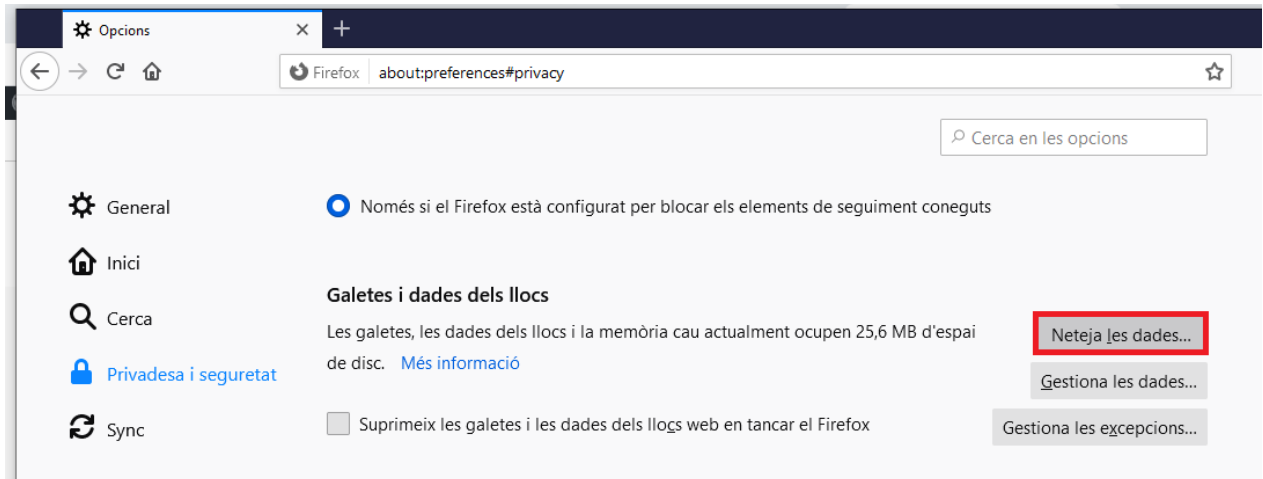 Opcions
Firefox about:preferences#privacy
Cerca en les opcions
General
Inici
Cerca
Privadesa i seguretat
Sync
Només si el Firefox està configurat per blocar els elements de seguiment coneguts
Galetes i dades dels llocs
Les galetes, les dades dels llocs i la memòria cau actualment ocupen 25,6 MB d'espai
de disc. Més informació
Neteja les dades...
Gestiona les dades...
Suprimeix les galetes i les dades dels llocs web en tancar el Firefox
Gestiona les excepcions...